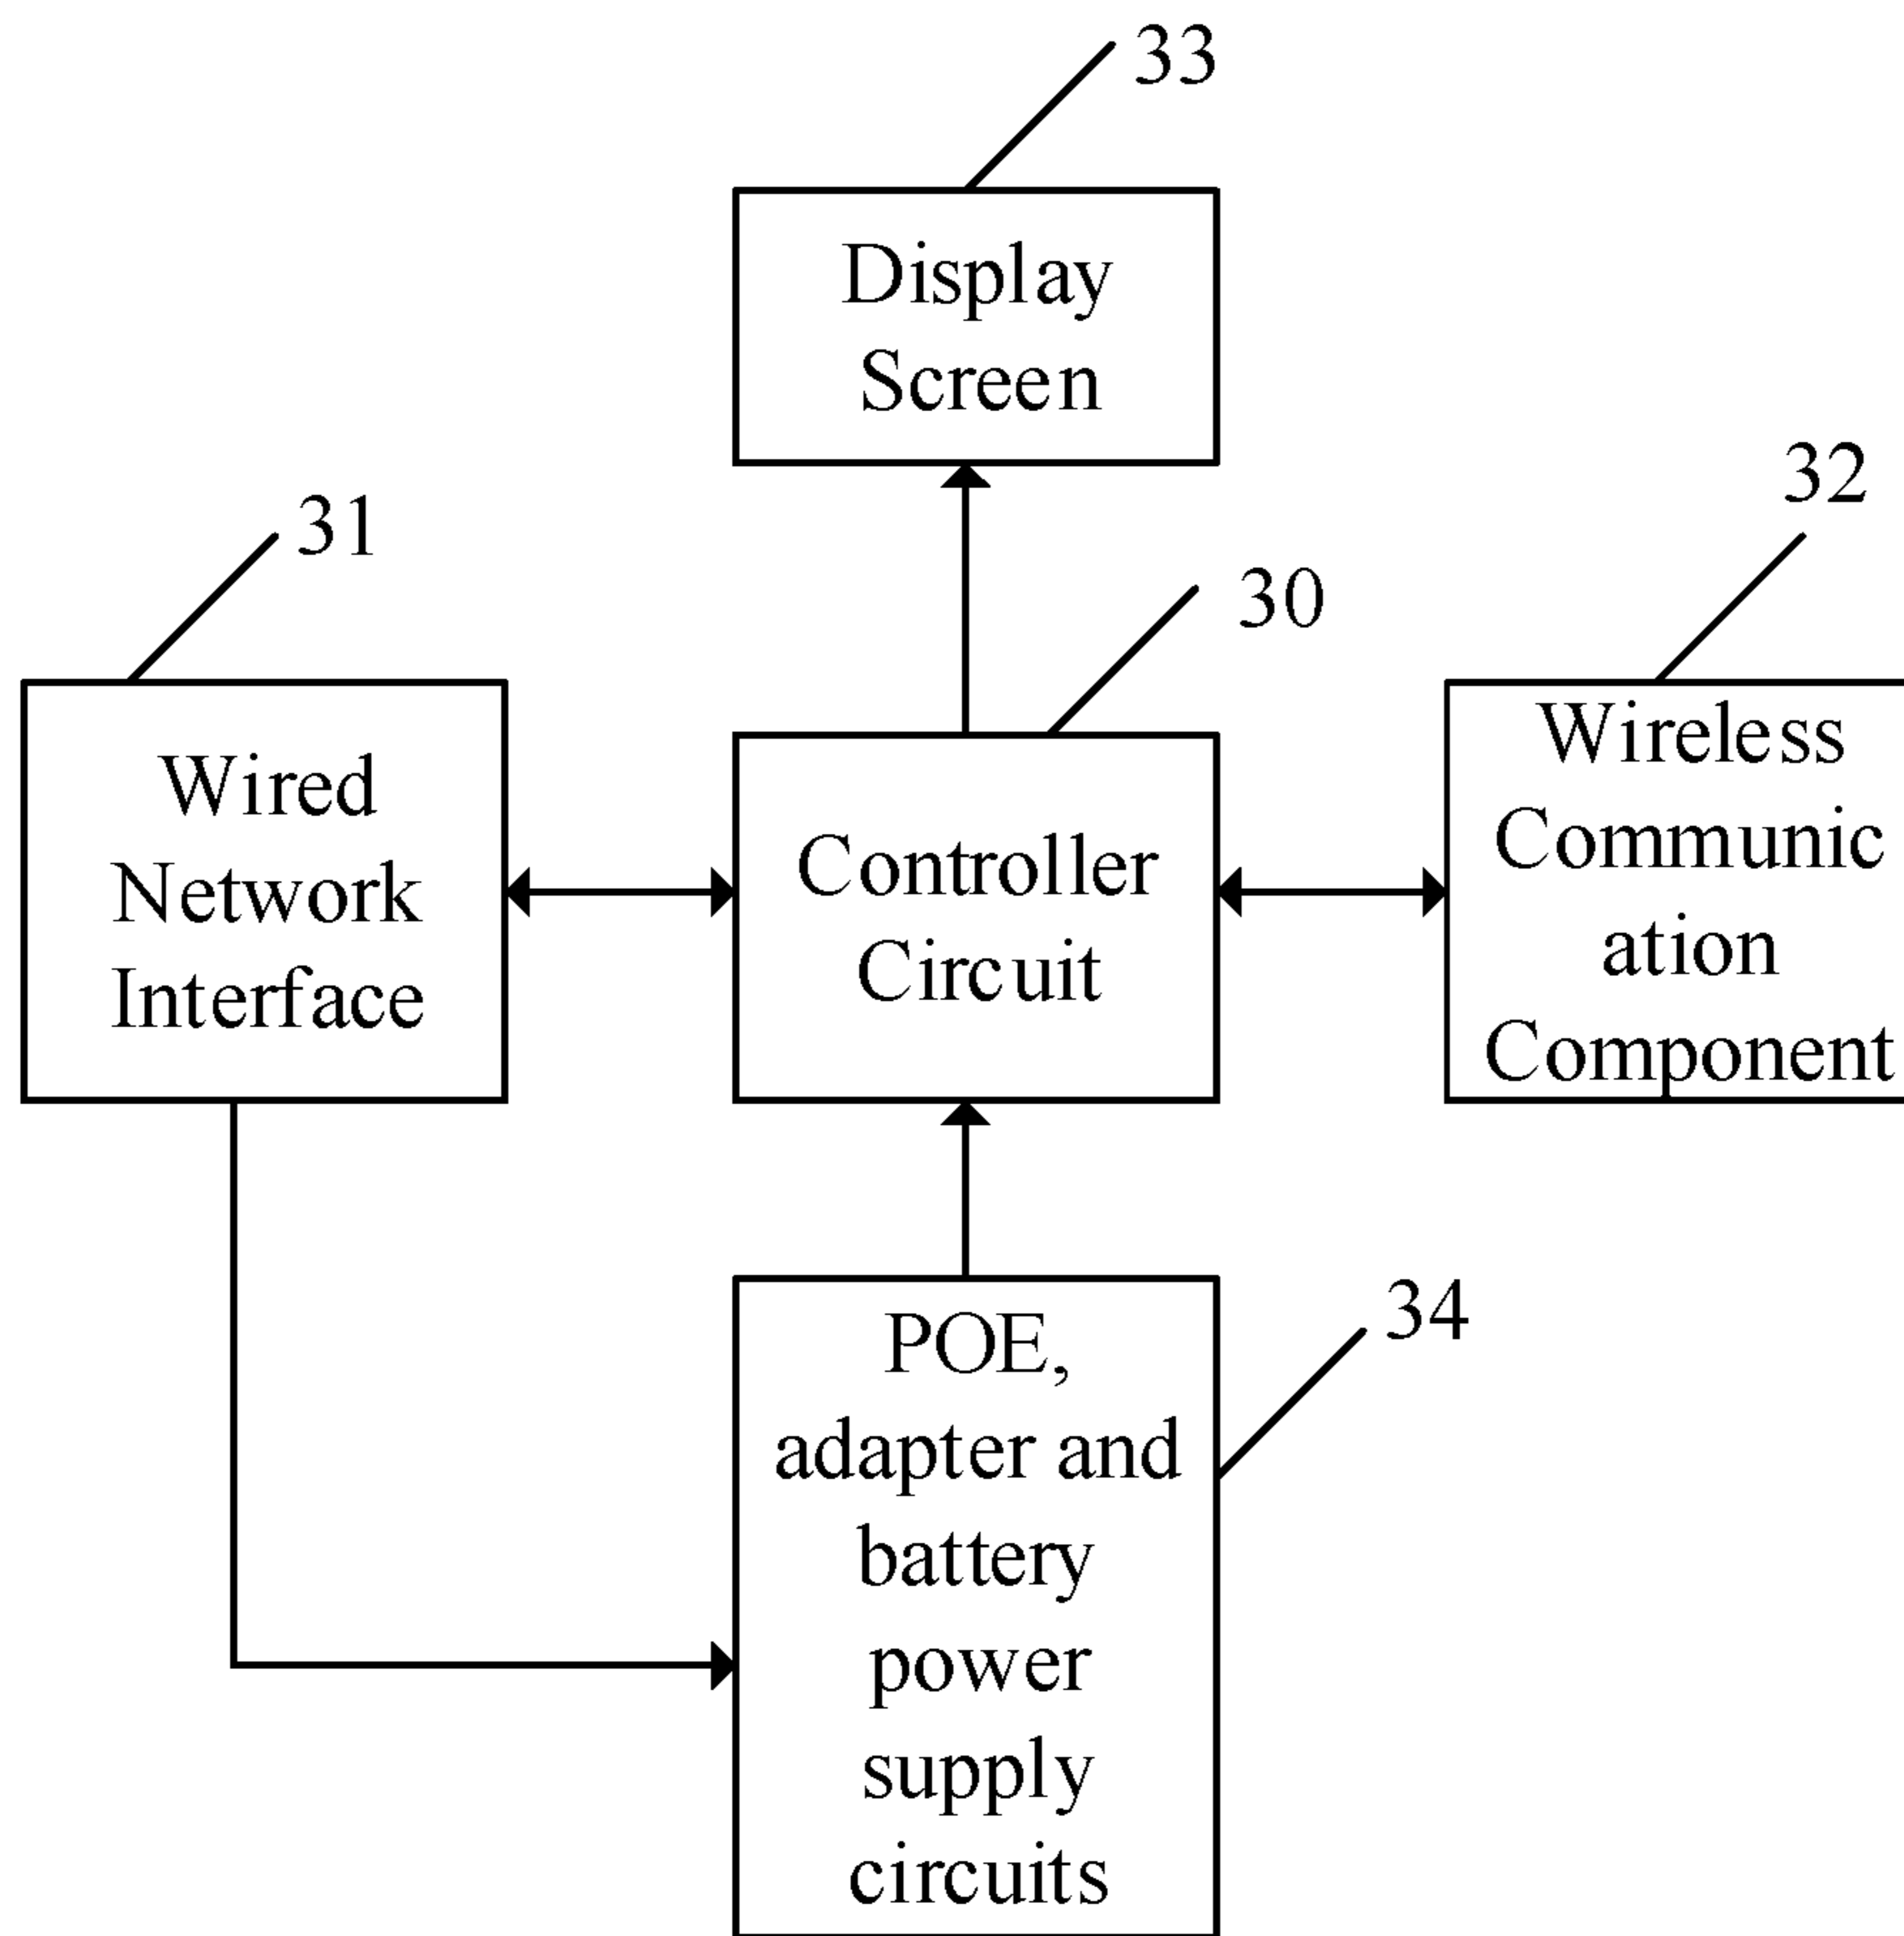 33
Display
Screen
32
31
30
Wired
Network
Interface
Controller
Circuit
Wireless
Communic
ation
Component
34
POE,
adapter and
battery
power
supply
circuits